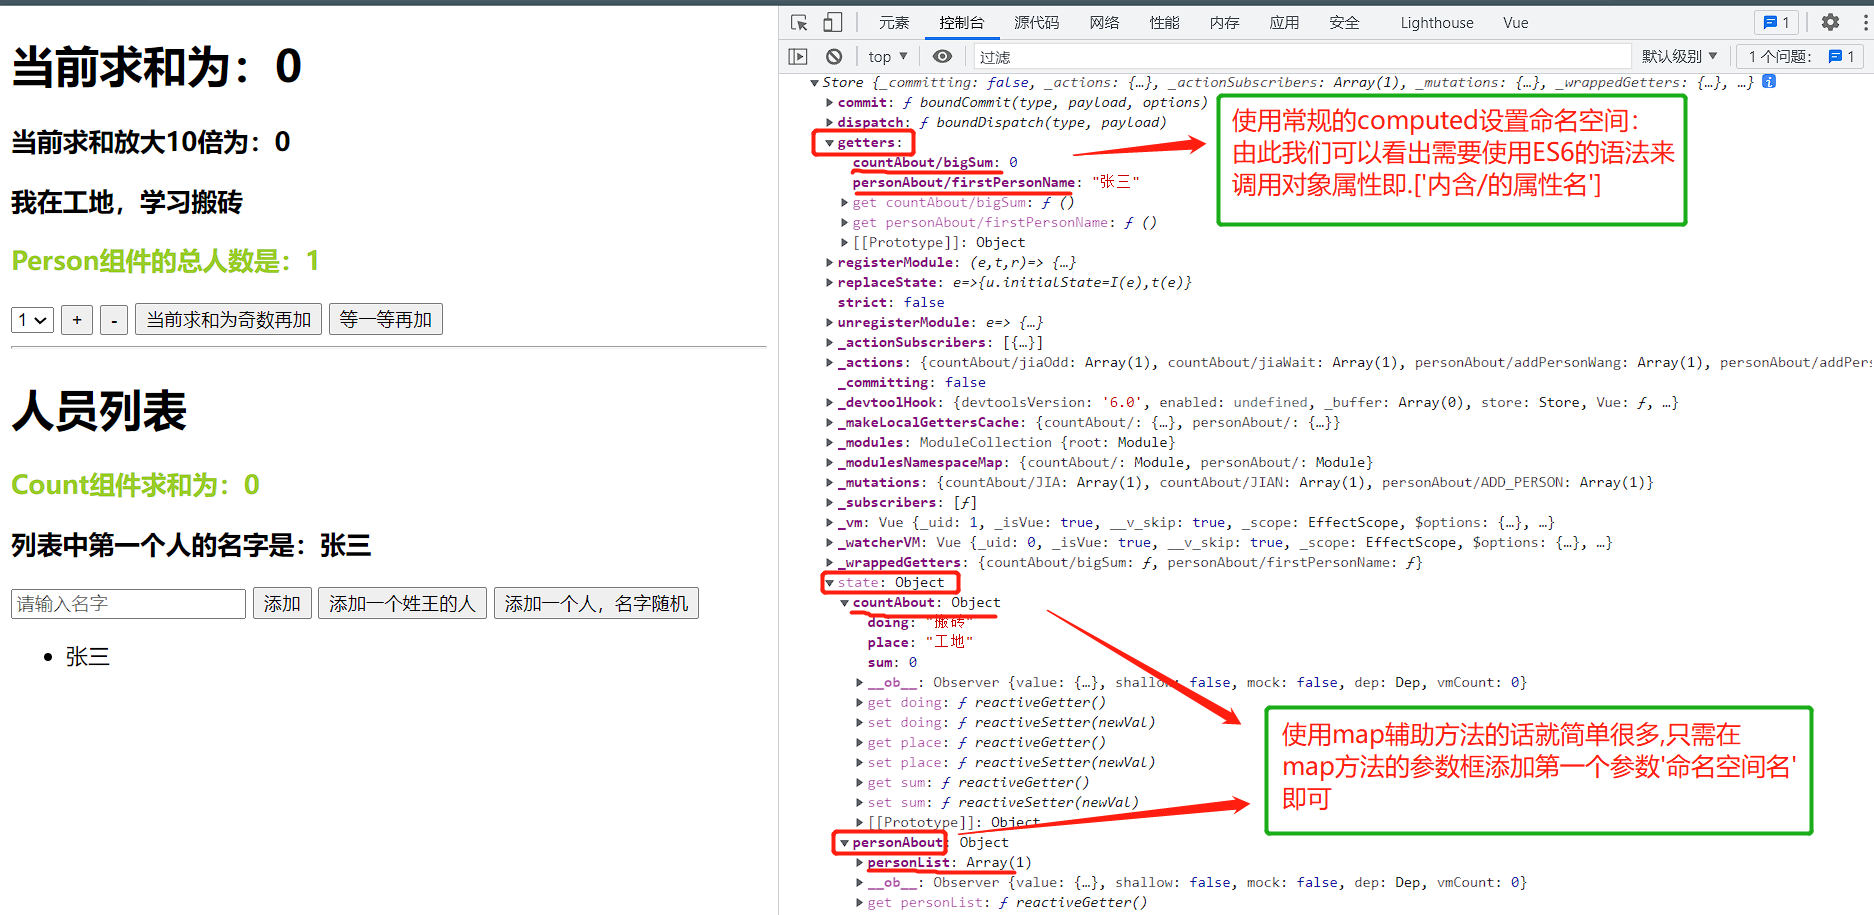 当前求和为：0
当前求和放大10倍为：0
我在工地，学习搬砖
Person组件的总人数是：1
1 + - 当前求和为奇数再加 等一等再加
人员列表
Count组件求和为：0
列表中第一个人的名字是：张三
请输入名字 添加 添加一个姓王的人 添加一个人，名字随机
张三
元素 控制台 源代码 网络 性能 内存 应用 安全 Lighthouse Vue 1
top 过滤 默认级别 1 个问题： 1
Store {_committing: false, _actions: {…}, _actionSubscribers: Array(1), _mutations: {…}, _wrappedGetters: {…}, …}
commit: ƒ boundCommit(type, payload, options)
dispatch: ƒ boundDispatch(type, payload)
getters:
countAbout/bigSum: 0
personAbout/firstPersonName: "张三"
get countAbout/bigSum: ƒ ()
get personAbout/firstPersonName: ƒ ()
[[Prototype]]: Object
使用常规的computed设置命名空间：
由此我们可以看出需要使用ES6的语法来
调用对象属性即.['内含/的属性名']
registerModule: (e,t,r)=> {…}
replaceState: e=>{u.initialState=I(e),t(e)}
strict: false
unregisterModule: e=> {…}
_actionSubscribers: [{…}]
_actions: {countAbout/jiaOdd: Array(1), countAbout/jiaWait: Array(1), personAbout/addPersonWang: Array(1), personAbout/addPers
_committing: false
_devtoolHook: {devtoolsVersion: '6.0', enabled: undefined, _buffer: Array(0), store: Store, Vue: ƒ, …}
_makeLocalGettersCache: {countAbout/: {…}, personAbout/: {…}}
_modules: ModuleCollection {root: Module}
_modulesNamespaceMap: {countAbout/: Module, personAbout/: Module}
_mutations: {countAbout/JIA: Array(1), countAbout/JIAN: Array(1), personAbout/ADD_PERSON: Array(1)}
_subscribers: [ƒ]
_vm: Vue {_uid: 1, _isVue: true, __v_skip: true, _scope: EffectScope, $options: {…}, …}
_watcherVM: Vue {_uid: 0, _isVue: true, __v_skip: true, _scope: EffectScope, $options: {…}, …}
_wrappedGetters: {countAbout/bigSum: ƒ, personAbout/firstPersonName: ƒ}
state: Object
countAbout: Object
doing: "搬砖"
place: "工地"
sum: 0
__ob__: Observer {value: {…}, shallow: false, mock: false, dep: Dep, vmCount: 0}
get doing: ƒ reactiveGetter()
set doing: ƒ reactiveSetter(newVal)
get place: ƒ reactiveGetter()
set place: ƒ reactiveSetter(newVal)
get sum: ƒ reactiveGetter()
set sum: ƒ reactiveSetter(newVal)
[[Prototype]]: Object
使用map辅助方法的话就简单很多,只需在
map方法的参数框添加第一个参数'命名空间名'
即可
personAbout: Object
personList: Array(1)
__ob__: Observer {value: {…}, shallow: false, mock: false, dep: Dep, vmCount: 0}
get personList: ƒ reactiveGetter()